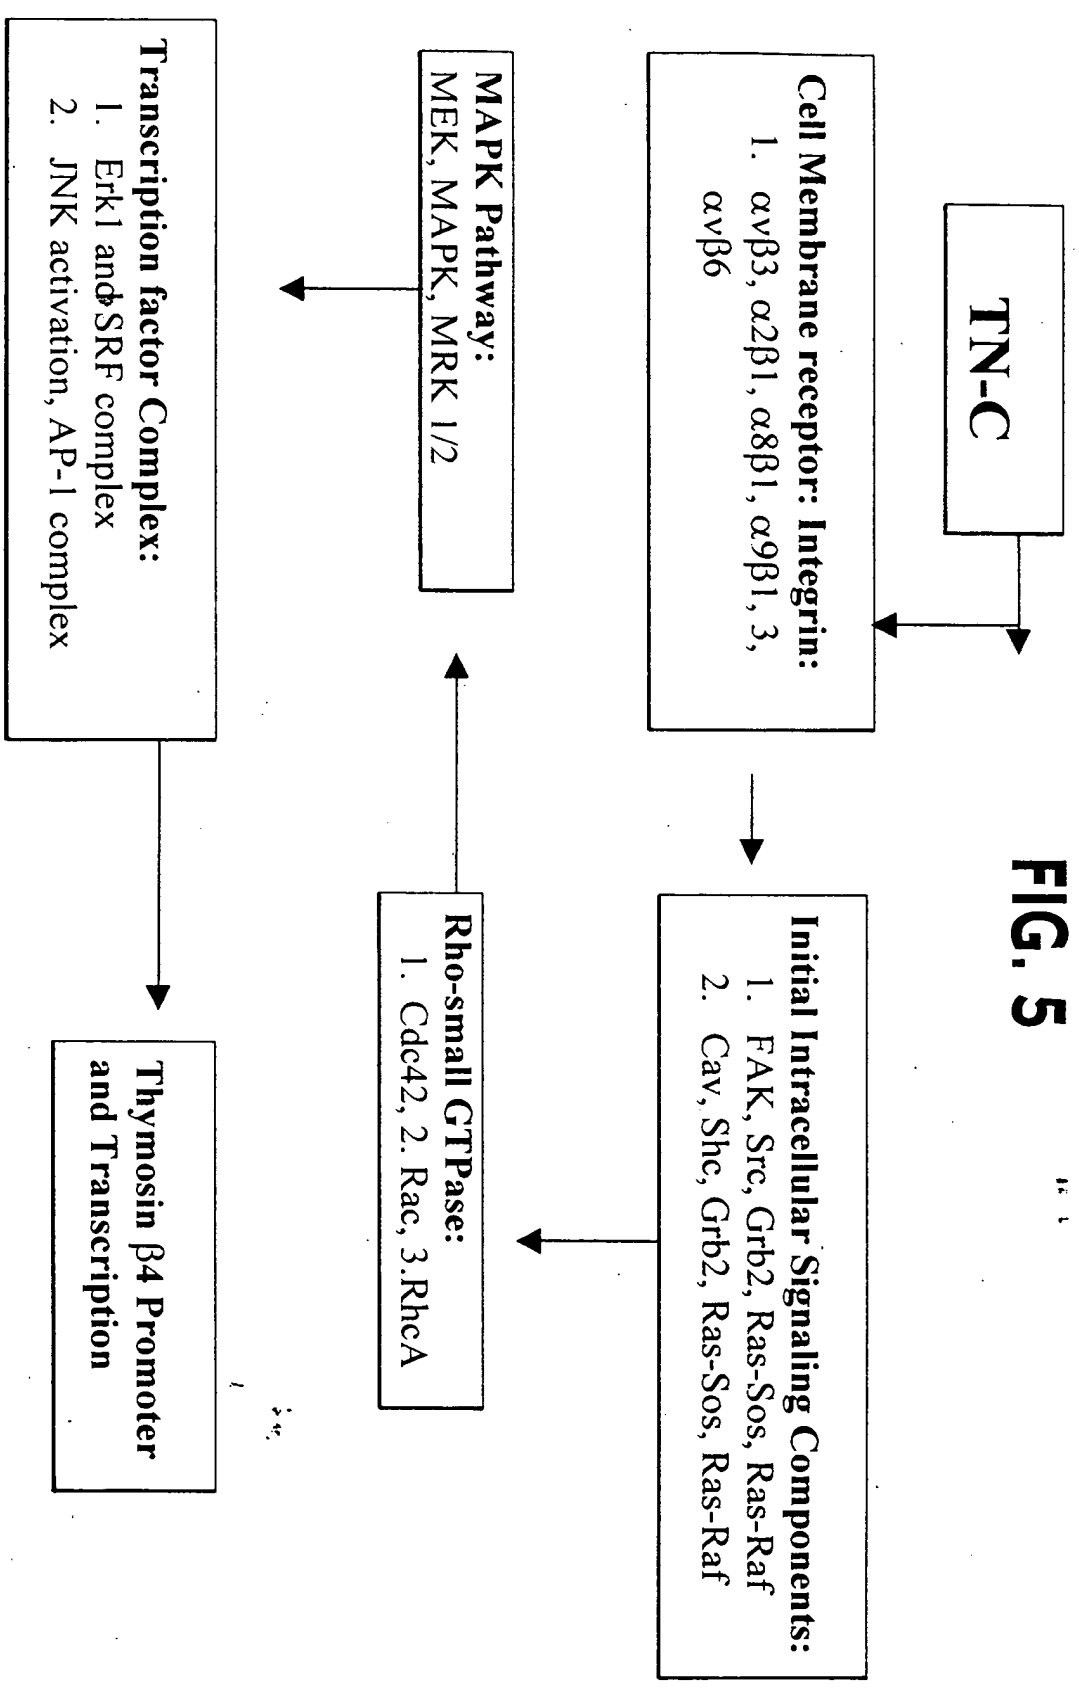 FIG. 5
TN-C
Cell Membrane receptor: Integrin:
1. αvβ3, α2β1, α8β1, α9β1, 3,
αvβ6
Initial Intracellular Signaling Components:
1. FAK, Src, Grb2, Ras-Sos, Ras-Raf
2. Cav, Shc, Grb2, Ras-Sos, Ras-Raf
MAPK Pathway:
MEK, MAPK, MRK 1/2
Rho-small GTPase:
1. Cdc42, 2. Rac, 3.RhcA
Transcription factor Complex:
1. Erk1 and SRF complex
2. JNK activation, AP-1 complex
Thymosin β4 Promoter
and Transcription